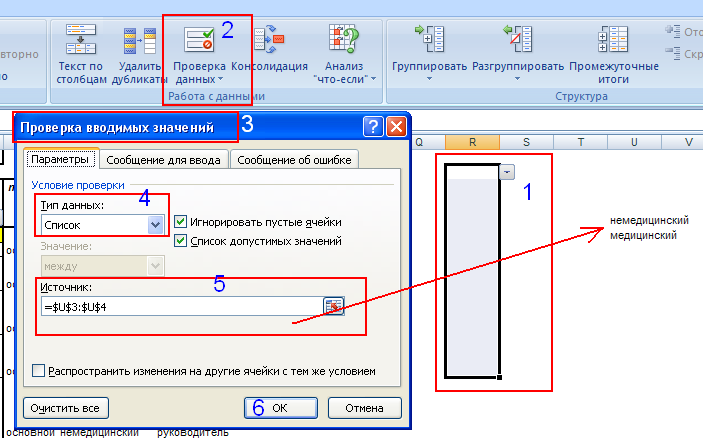 вторно
Текст по столбцам
Удалить дубликаты
2
Проверка данных
Консолидация
Анализ "что-если"
Группировать
Разгруппировать
Промежуточные итоги
Работа с данными
Структура
Проверка вводимых значений
3
?
Q R S T U V
Параметры
Сообщение для ввода
Сообщение об ошибке
Условие проверки
Тип данных:
4
Список
Игнорировать пустые ячейки
Список допустимых значений
Значение:
между
Источник:
5
=$U$3:$U$4
1
немедицинский
медицинский
Распространить изменения на другие ячейки с тем же условием
Очистить все
6
ОК
Отмена
основной немедицинский руководитель